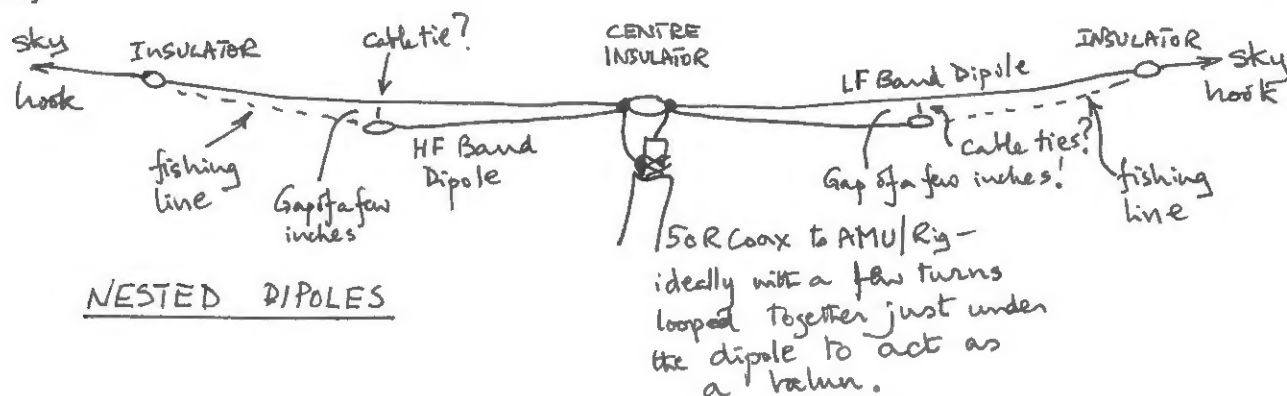 sky
hook
INSULATOR
cable tie?
CENTRE
INSULATOR
LF Band Dipole
INSULATOR
sky
hook
fishing
line
Gap of a few
inches
HF Band
Dipole
Gap of a few inches!
cable ties?
fishing
line
50R Coax to AMU/Rig –
ideally with a few turns
looped together just under
the dipole to act as
a balun.
NESTED DIPOLES